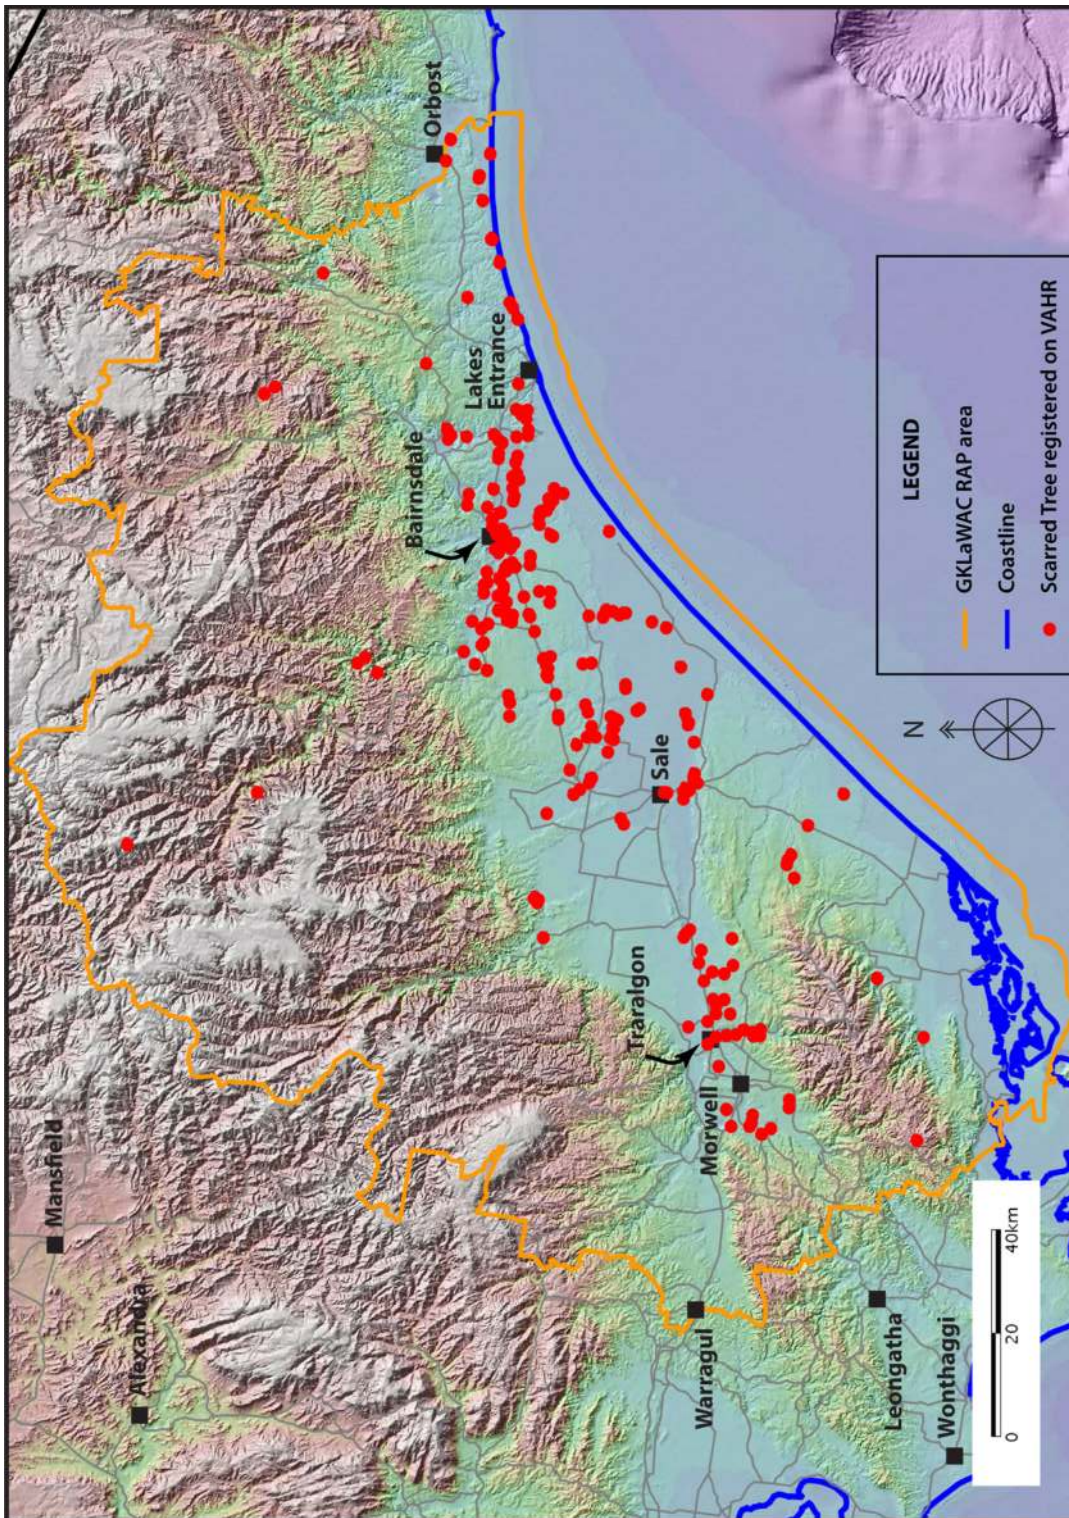 Mansfield
Alexandra
Orbost
Lakes
Entrance
Bairnsdale
Sale
Traralgon
Morwell
Warragul
Leongatha
Wonthaggi
N
LEGEND
GKLaWAC RAP area
Coastline
Scarred Tree registered on VAHR
0 20 40km